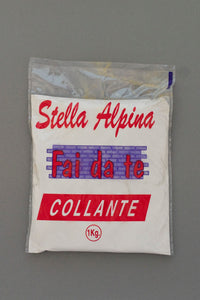 Stella Alpina
Fai da te
COLLANTE
1Kg.